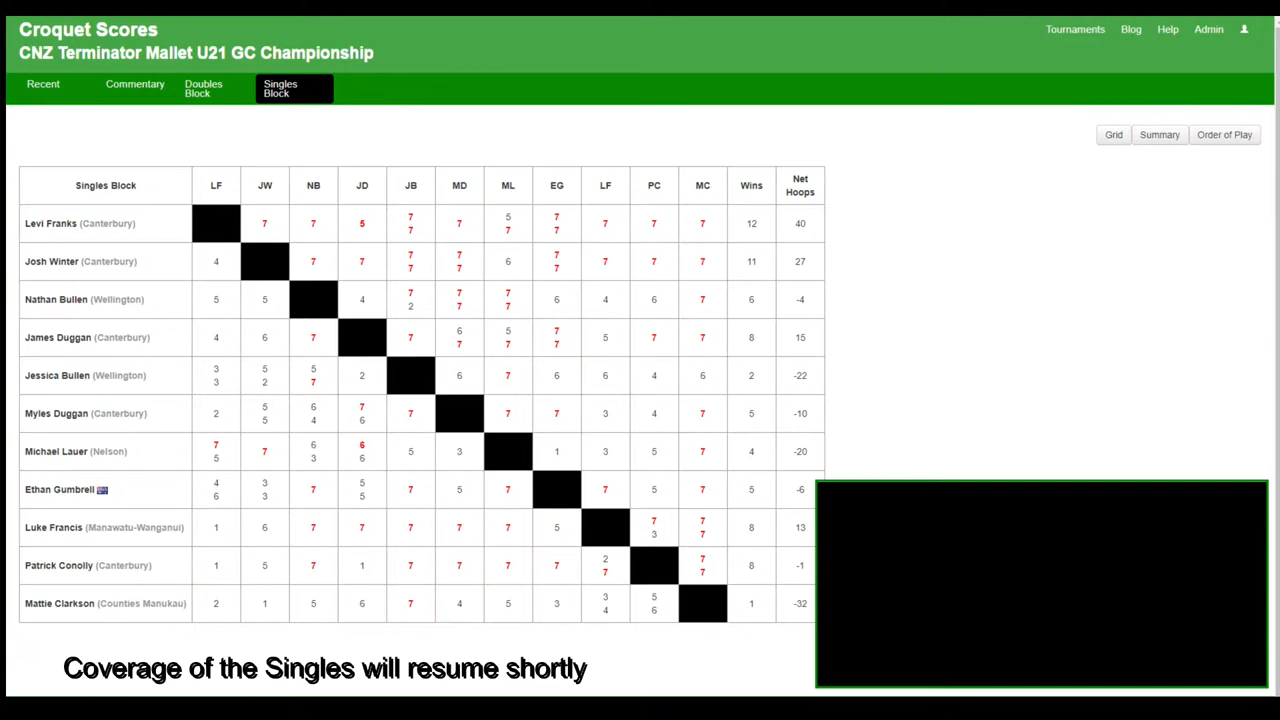 Croquet Scores
CNZ Terminator Mallet U21 GC Championship
Tournaments Blog Help Admin
Recent Commentary Doubles Block Singles Block
Grid Summary Order of Play
Singles Block LF JW NB JD JB MD ML EG LF PC MC Wins Net Hoops
Levi Franks (Canterbury) 7 7 5 7 7 7 5 7 7 7 7 7 7 12 40
Josh Winter (Canterbury) 4 7 7 7 7 7 7 6 7 7 7 7 7 11 27
Nathan Bullen (Wellington) 5 5 4 7 2 7 7 7 7 6 4 6 7 6 -4
James Duggan (Canterbury) 4 6 7 7 6 7 5 7 7 7 5 7 7 8 15
Jessica Bullen (Wellington) 3 3 5 2 5 7 2 6 7 6 6 4 6 2 -22
Myles Duggan (Canterbury) 2 5 5 6 4 7 6 7 7 7 3 4 7 5 -10
Michael Lauer (Nelson) 7 5 7 6 3 6 6 5 3 1 3 5 7 4 -20
Ethan Gumbrell 4 6 3 3 7 5 5 7 5 7 7 5 7 5 -6
Luke Francis (Manawatu-Wanganui) 1 6 7 7 7 7 7 5 7 3 7 7 8 13
Patrick Conolly (Canterbury) 1 5 7 1 7 7 7 7 2 7 7 7 8 -1
Mattie Clarkson (Counties Manukau) 2 1 5 6 7 4 5 3 3 4 5 6 1 -32
Coverage of the Singles will resume shortly